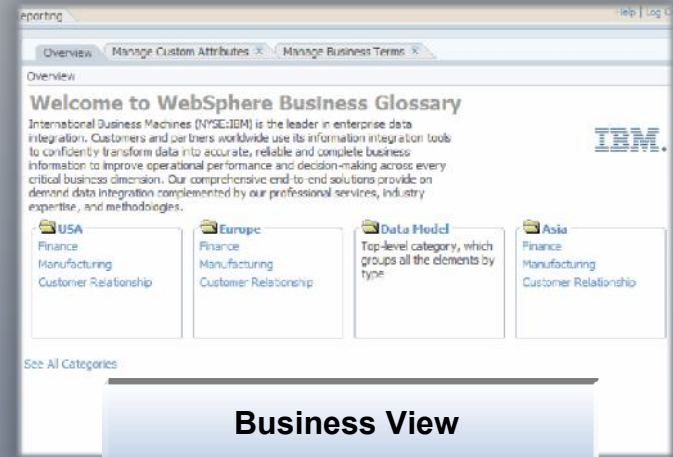 eporting
Help | Log
Overview
Manage Custom Attributes
Manage Business Terms
Overview
Welcome to WebSphere Business Glossary
International Business Machines (NYSE:IBM) is the leader in enterprise data
integration. Customers and partners worldwide use its information integration tools
to confidently transform data into accurate, reliable and complete business
information to improve operational performance and decision-making across every
critical business dimension. Our comprehensive end-to-end solutions provide on
demand data integration complemented by our professional services, industry
expertise, and methodologies.
IBM.
USA
Finance
Manufacturing
Customer Relationship
Europe
Finance
Manufacturing
Customer Relationship
Data Model
Top-level category, which
groups all the elements by
type
Asia
Finance
Manufacturing
Customer Relationship
See All Categories
Business View